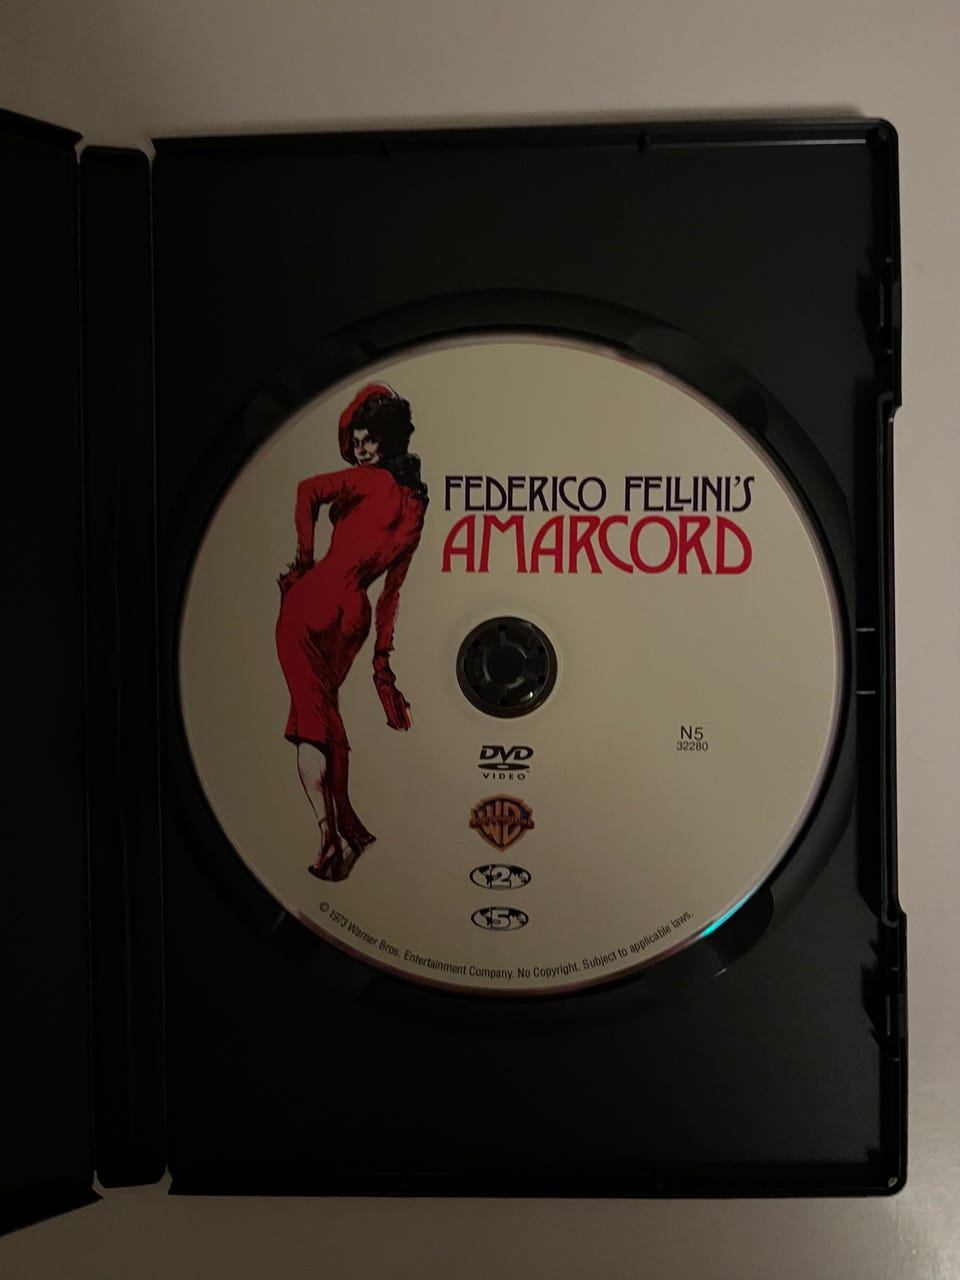 FEDERICO FELLINI'S
AMARCORD
N5
32280
DVD
VIDEO
WB
2
5
© 1973 Warner Bros. Entertainment Company. No Copyright. Subject to applicable laws.